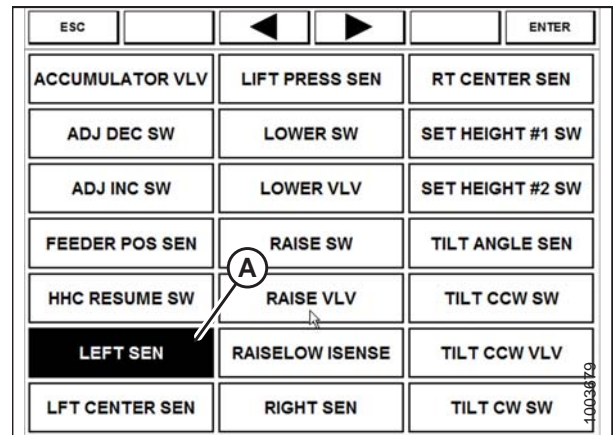 ESC ENTER
ACCUMULATOR VLV LIFT PRESS SEN RT CENTER SEN
ADJ DEC SW LOWER SW SET HEIGHT #1 SW
ADJ INC SW LOWER VLV SET HEIGHT #2 SW
FEEDER POS SEN RAISE SW TILT ANGLE SEN
A
HHC RESUME SW RAISE VLV TILT CCW SW
LEFT SEN RAISELOW ISENSE TILT CCW VLV
LFT CENTER SEN RIGHT SEN TILT CW SW
1003679